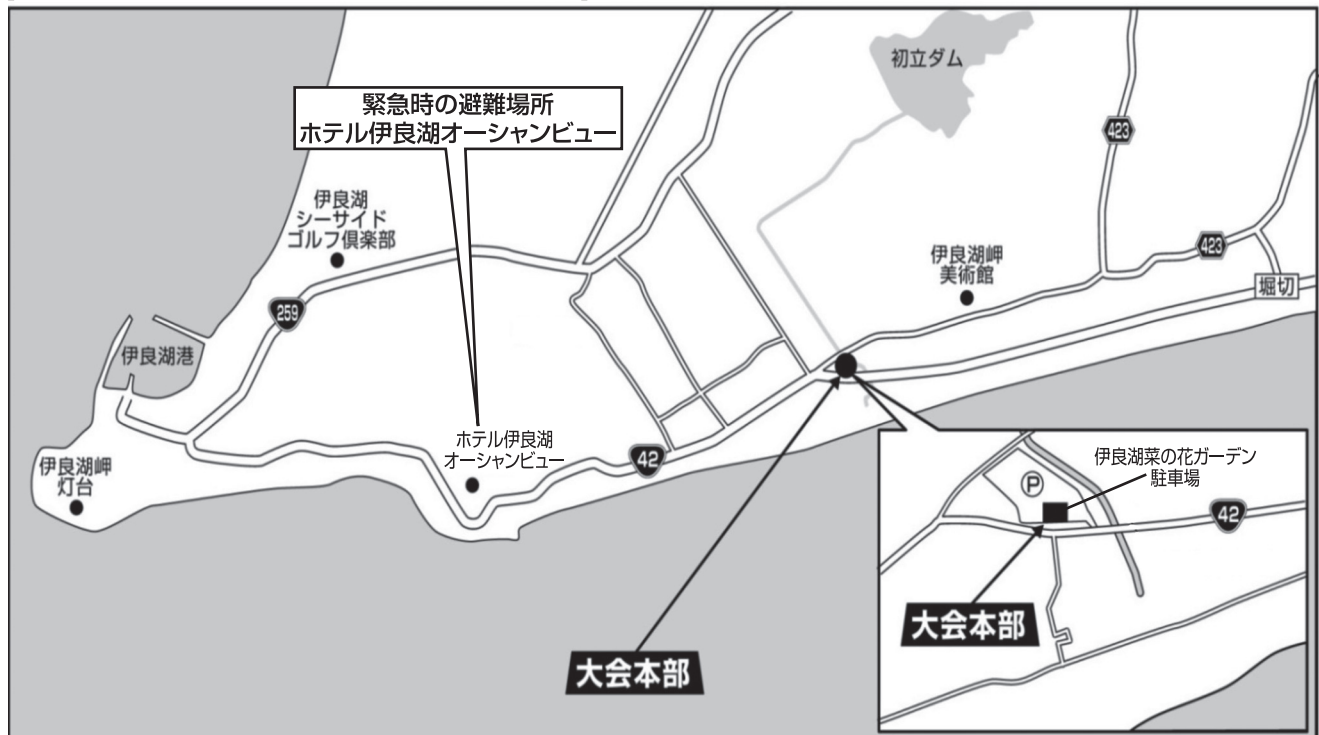 初立ダム
緊急時の避難場所
ホテル伊良湖オーシャンビュー
423
伊良湖
シーサイド
ゴルフ倶楽部
423
伊良湖岬
美術館
堀切
259
伊良湖港
ホテル伊良湖
オーシャンビュー
42
伊良湖岬
灯台
伊良湖菜の花ガーデン
駐車場
P
42
大会本部
大会本部